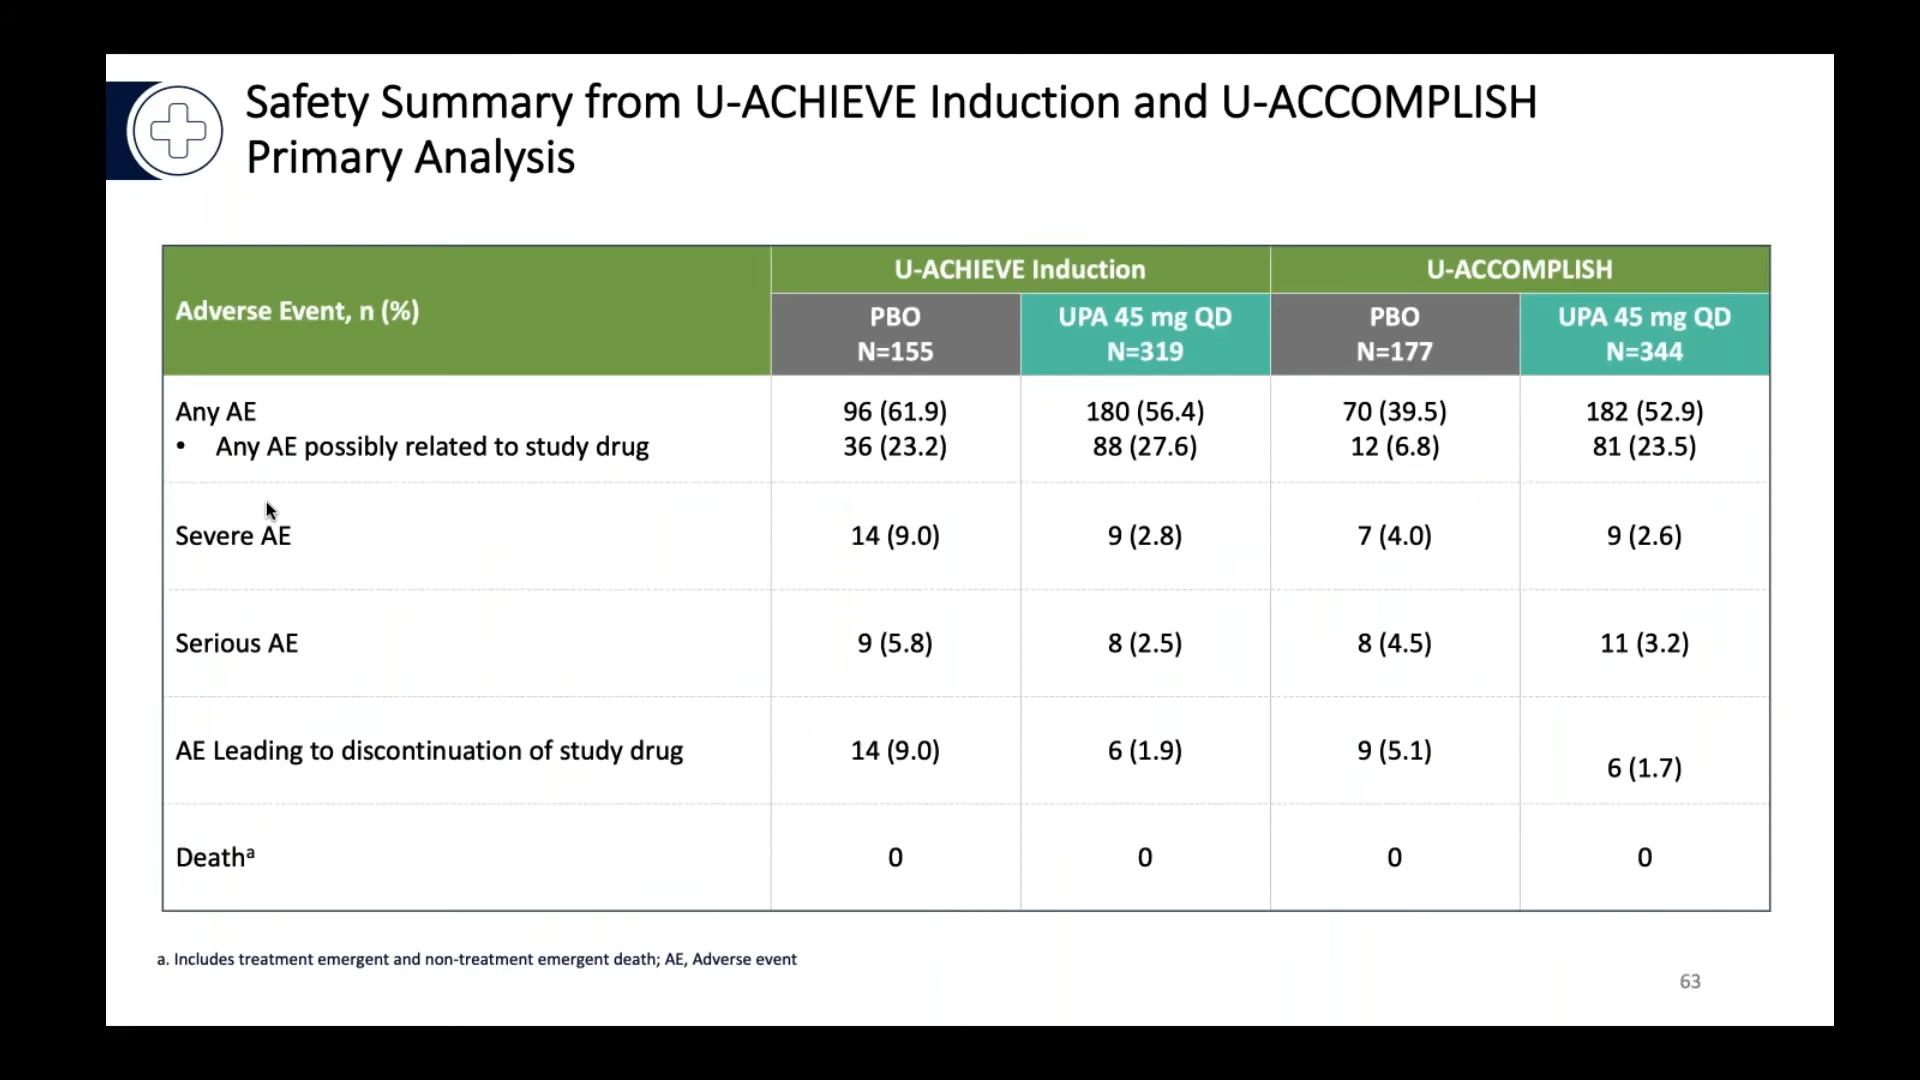 Safety Summary from U-ACHIEVE Induction and U-ACCOMPLISH
Primary Analysis
Adverse Event, n (%)
U-ACHIEVE Induction
U-ACCOMPLISH
PBO
N=155
UPA 45 mg QD
N=319
PBO
N=177
UPA 45 mg QD
N=344
Any AE
96 (61.9)
180 (56.4)
70 (39.5)
182 (52.9)
• Any AE possibly related to study drug
36 (23.2)
88 (27.6)
12 (6.8)
81 (23.5)
Severe AE
14 (9.0)
9 (2.8)
7 (4.0)
9 (2.6)
Serious AE
9 (5.8)
8 (2.5)
8 (4.5)
11 (3.2)
AE Leading to discontinuation of study drug
14 (9.0)
6 (1.9)
9 (5.1)
6 (1.7)
Deathᵃ
0
0
0
0
a. Includes treatment emergent and non-treatment emergent death; AE, Adverse event
63